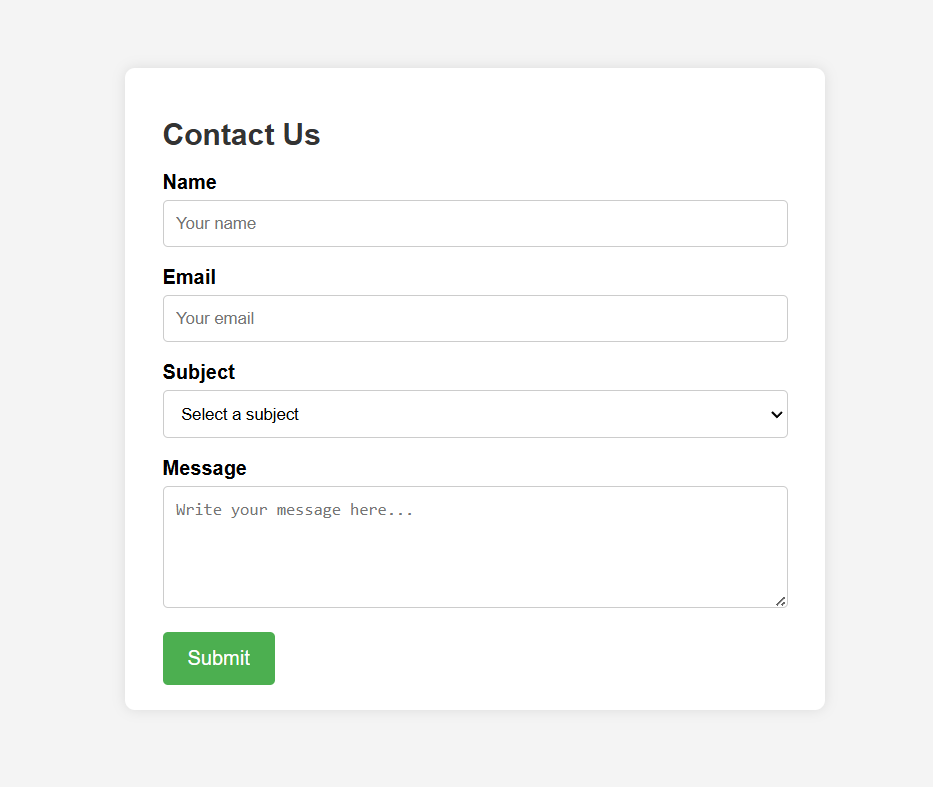 Contact Us
Name
Your name
Email
Your email
Subject
Select a subject
Message
Write your message here...
Submit